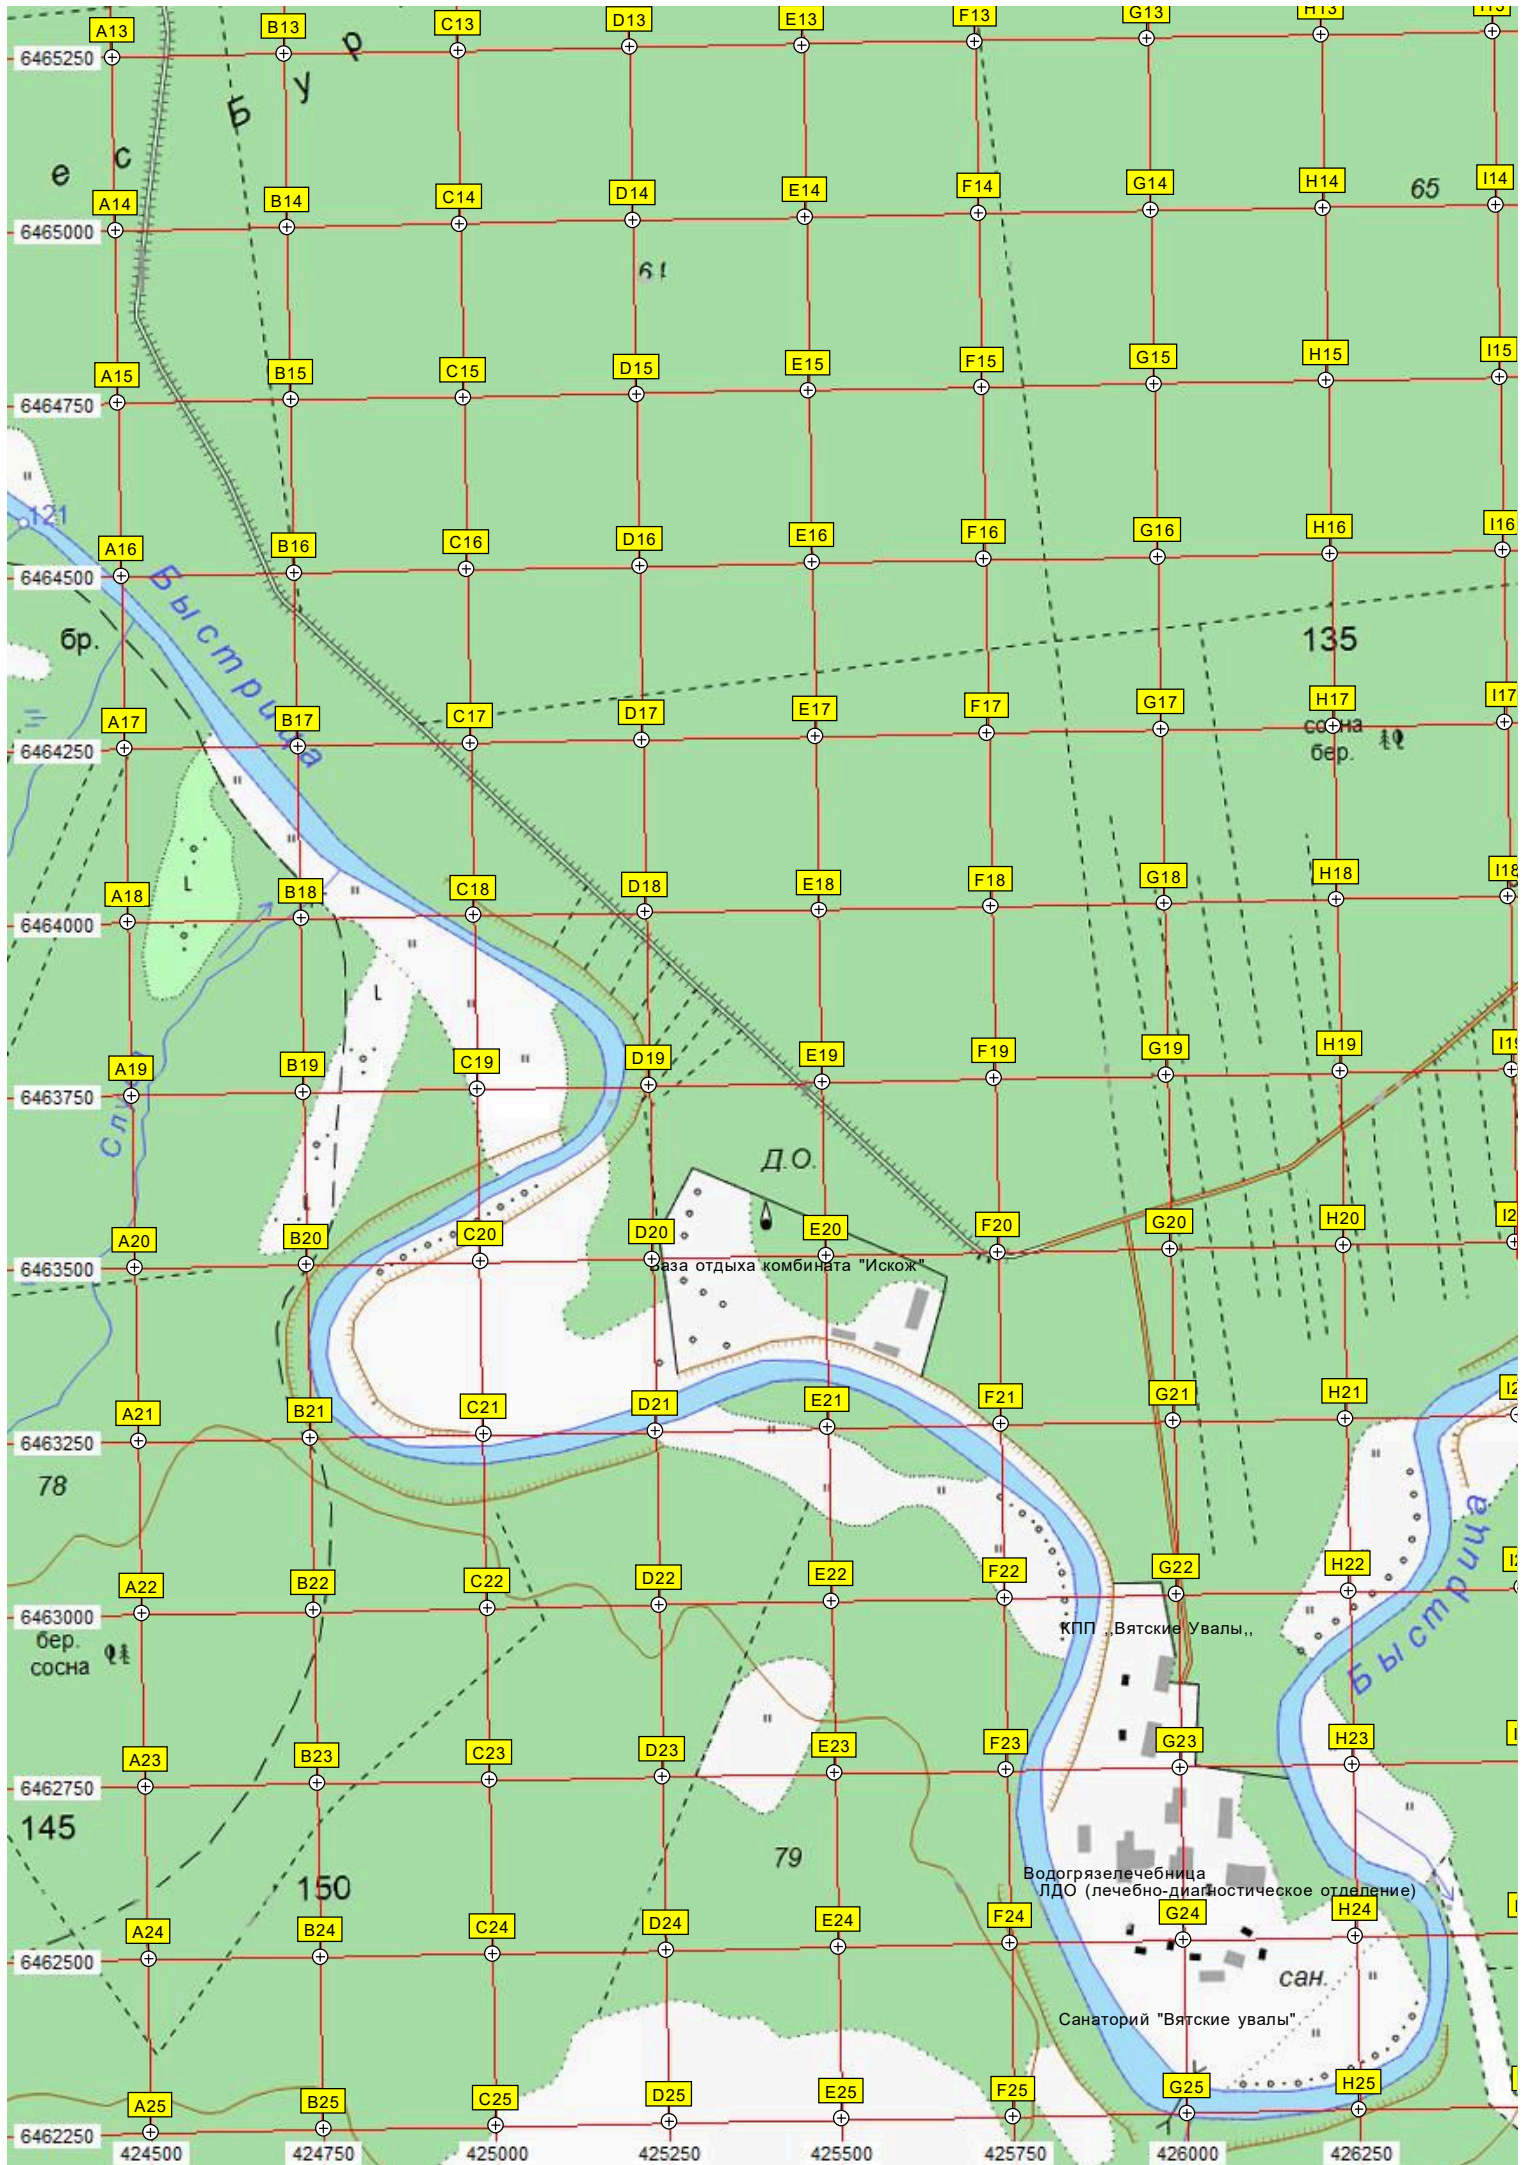 A13 B13 C13 D13 E13 F13 G13 H13 I13
6465250
р
у
Б
с
е
A14 B14 C14 D14 E14 F14 G14 H14 I14
65
6465000
61
A15 B15 C15 D15 E15 F15 G15 H15 I15
6464750
121
A16 B16 C16 D16 E16 F16 G16 H16 I16
6464500
Быстрица
бр.
135
A17 B17 C17 D17 E17 F17 G17 H17 I17
6464250
сосна
бер.
L
A18 B18 C18 D18 E18 F18 G18 H18 I18
6464000
L
A19 B19 C19 D19 E19 F19 G19 H19 I19
6463750
Д.О.
L
A20 B20 C20 D20 E20 F20 G20 H20
6463500
База отдыха комбината "Искож"
A21 B21 C21 D21 E21 F21 G21 H21
6463250
78
Быстрица
A22 B22 C22 D22 E22 F22 G22 H22
6463000
бер.
сосна
КПП ,,Вятские Увалы,,
A23 B23 C23 D23 E23 F23 G23 H23
6462750
145
79
150
Водогрязелечебница
ЛДО (лечебно-диагностическое отделение)
A24 B24 C24 D24 E24 F24 G24 H24
6462500
сан.
Санаторий "Вятские увалы"
A25 B25 C25 D25 E25 F25 G25 H25
6462250
424500 424750 425000 425250 425500 425750 426000 426250